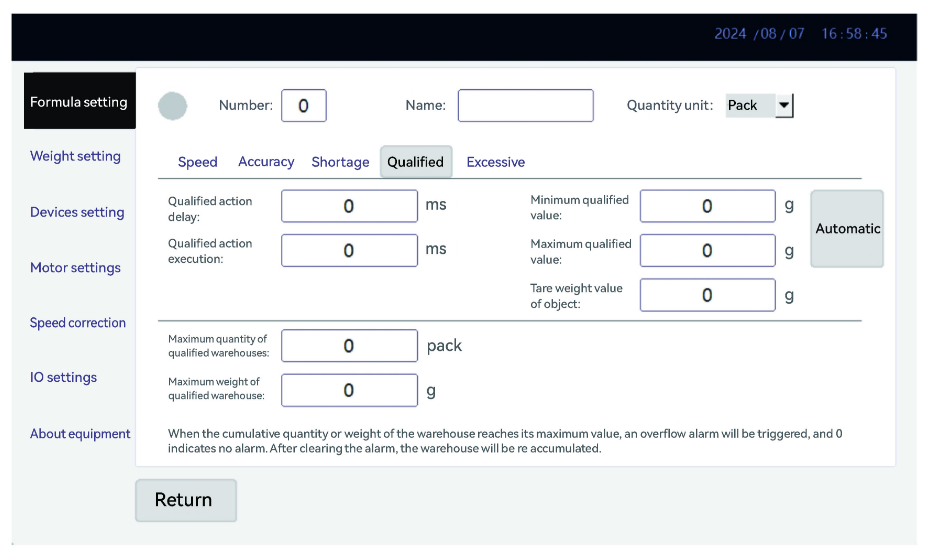 2024 /08/07 16:58:45
Formula setting
Number: 0 Name: Quantity unit: Pack
Weight setting
Speed Accuracy Shortage Qualified Excessive
Devices setting
Motor settings
Speed correction
IO settings
About equipment
Qualified action
delay: 0 ms
Qualified action
execution: 0 ms
Minimum qualified
value: 0 g
Maximum qualified
value: 0 g
Tare weight value
of object: 0 g
Automatic
Maximum quantity of
qualified warehouses: 0 pack
Maximum weight of
qualified warehouse: 0 g
When the cumulative quantity or weight of the warehouse reaches its maximum value, an overflow alarm will be triggered, and 0
indicates no alarm. After clearing the alarm, the warehouse will be re accumulated.
Return